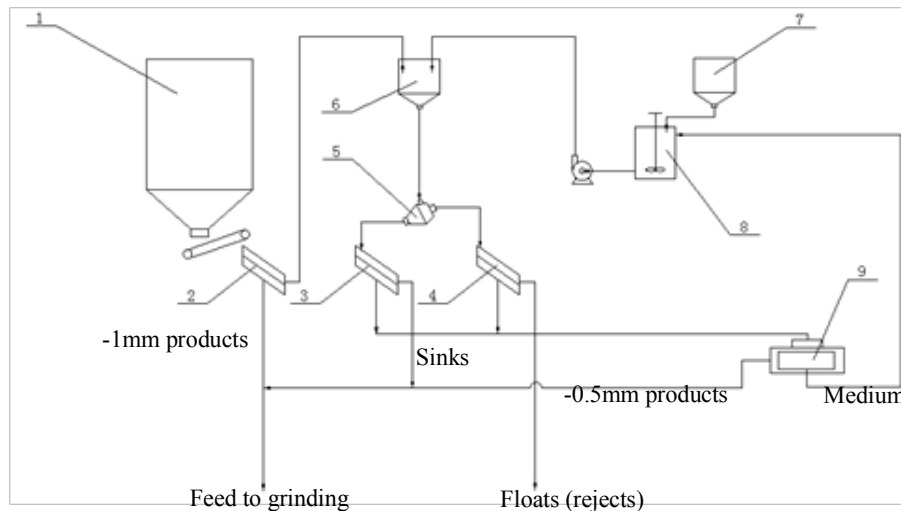 1
7
6
5
8
2
3
4
9
-1mm products
Sinks
-0.5mm products
Medium
Feed to grinding
Floats (rejects)